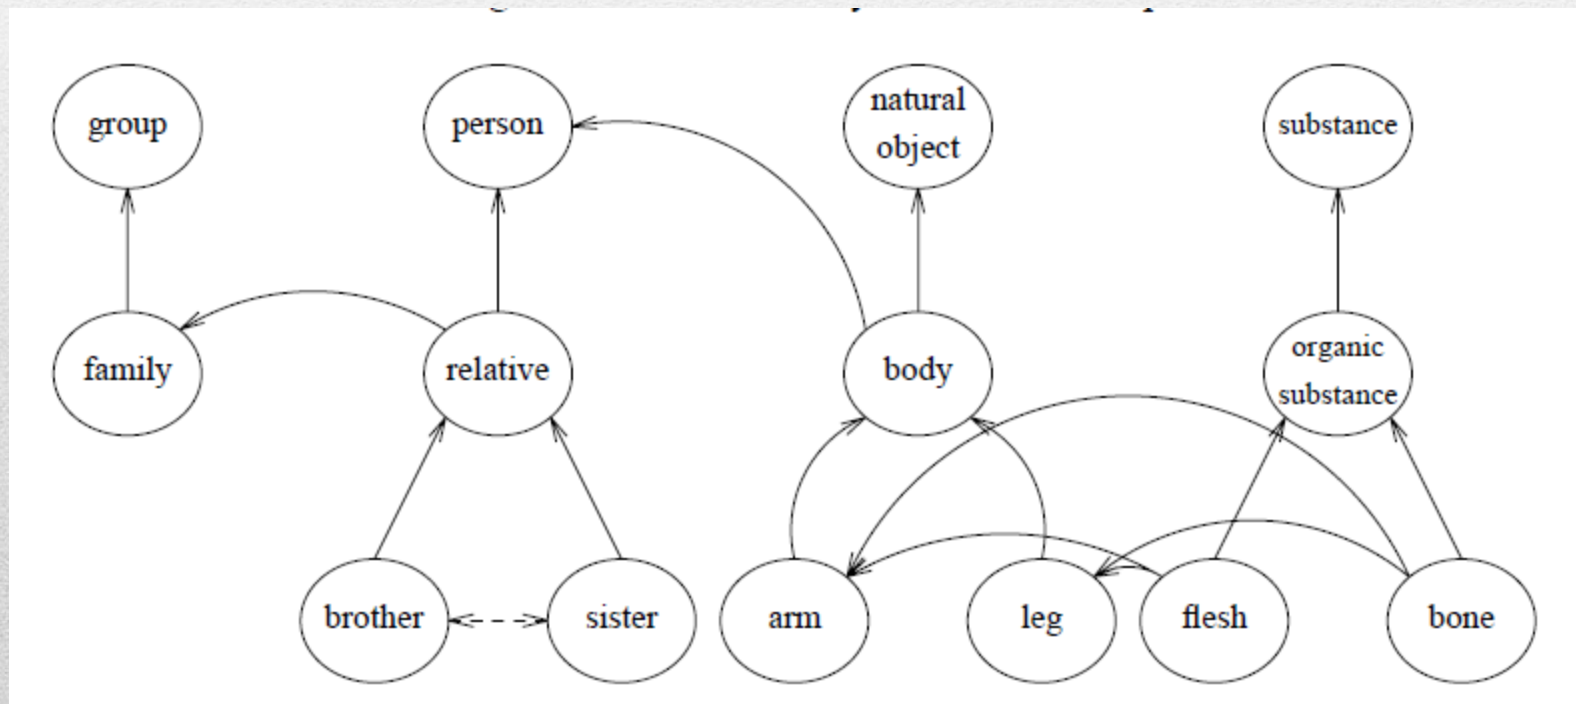 group
person
natural
object
substance
family
relative
body
organic
substance
brother
sister
arm
leg
flesh
bone